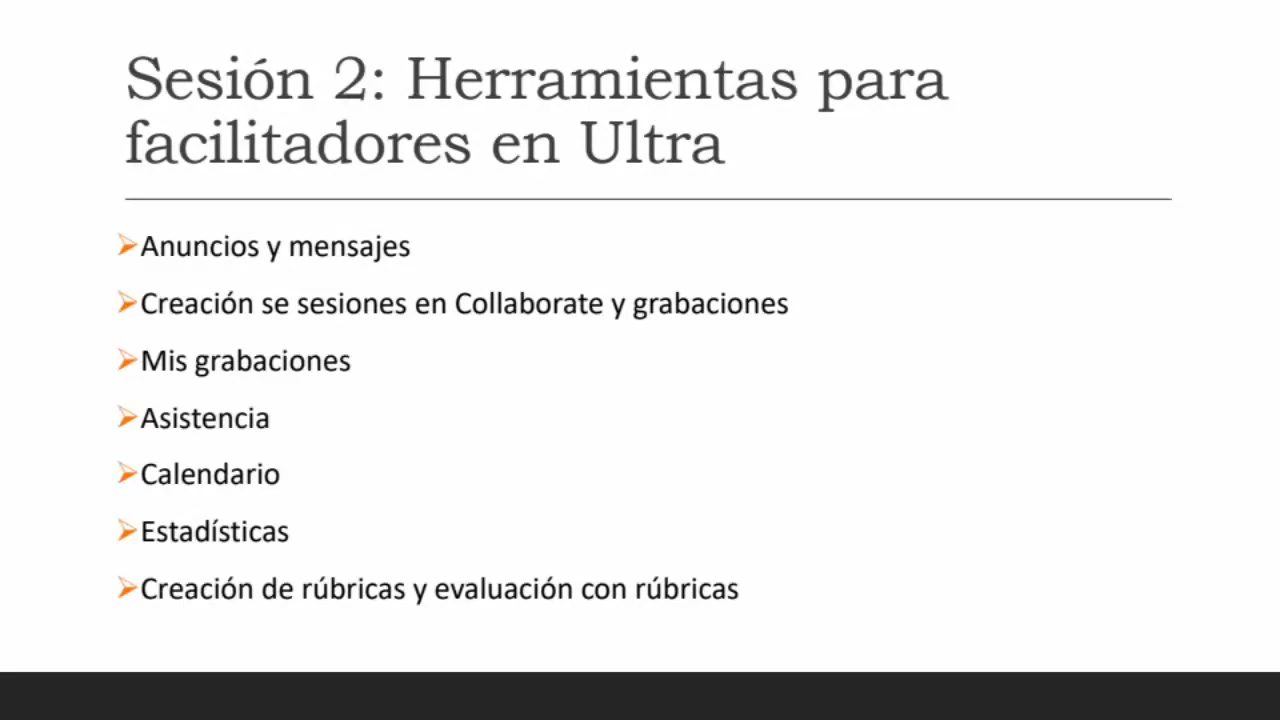 Sesión 2: Herramientas para
facilitadores en Ultra
Anuncios y mensajes
Creación se sesiones en Collaborate y grabaciones
Mis grabaciones
Asistencia
Calendario
Estadísticas
Creación de rúbricas y evaluación con rúbricas